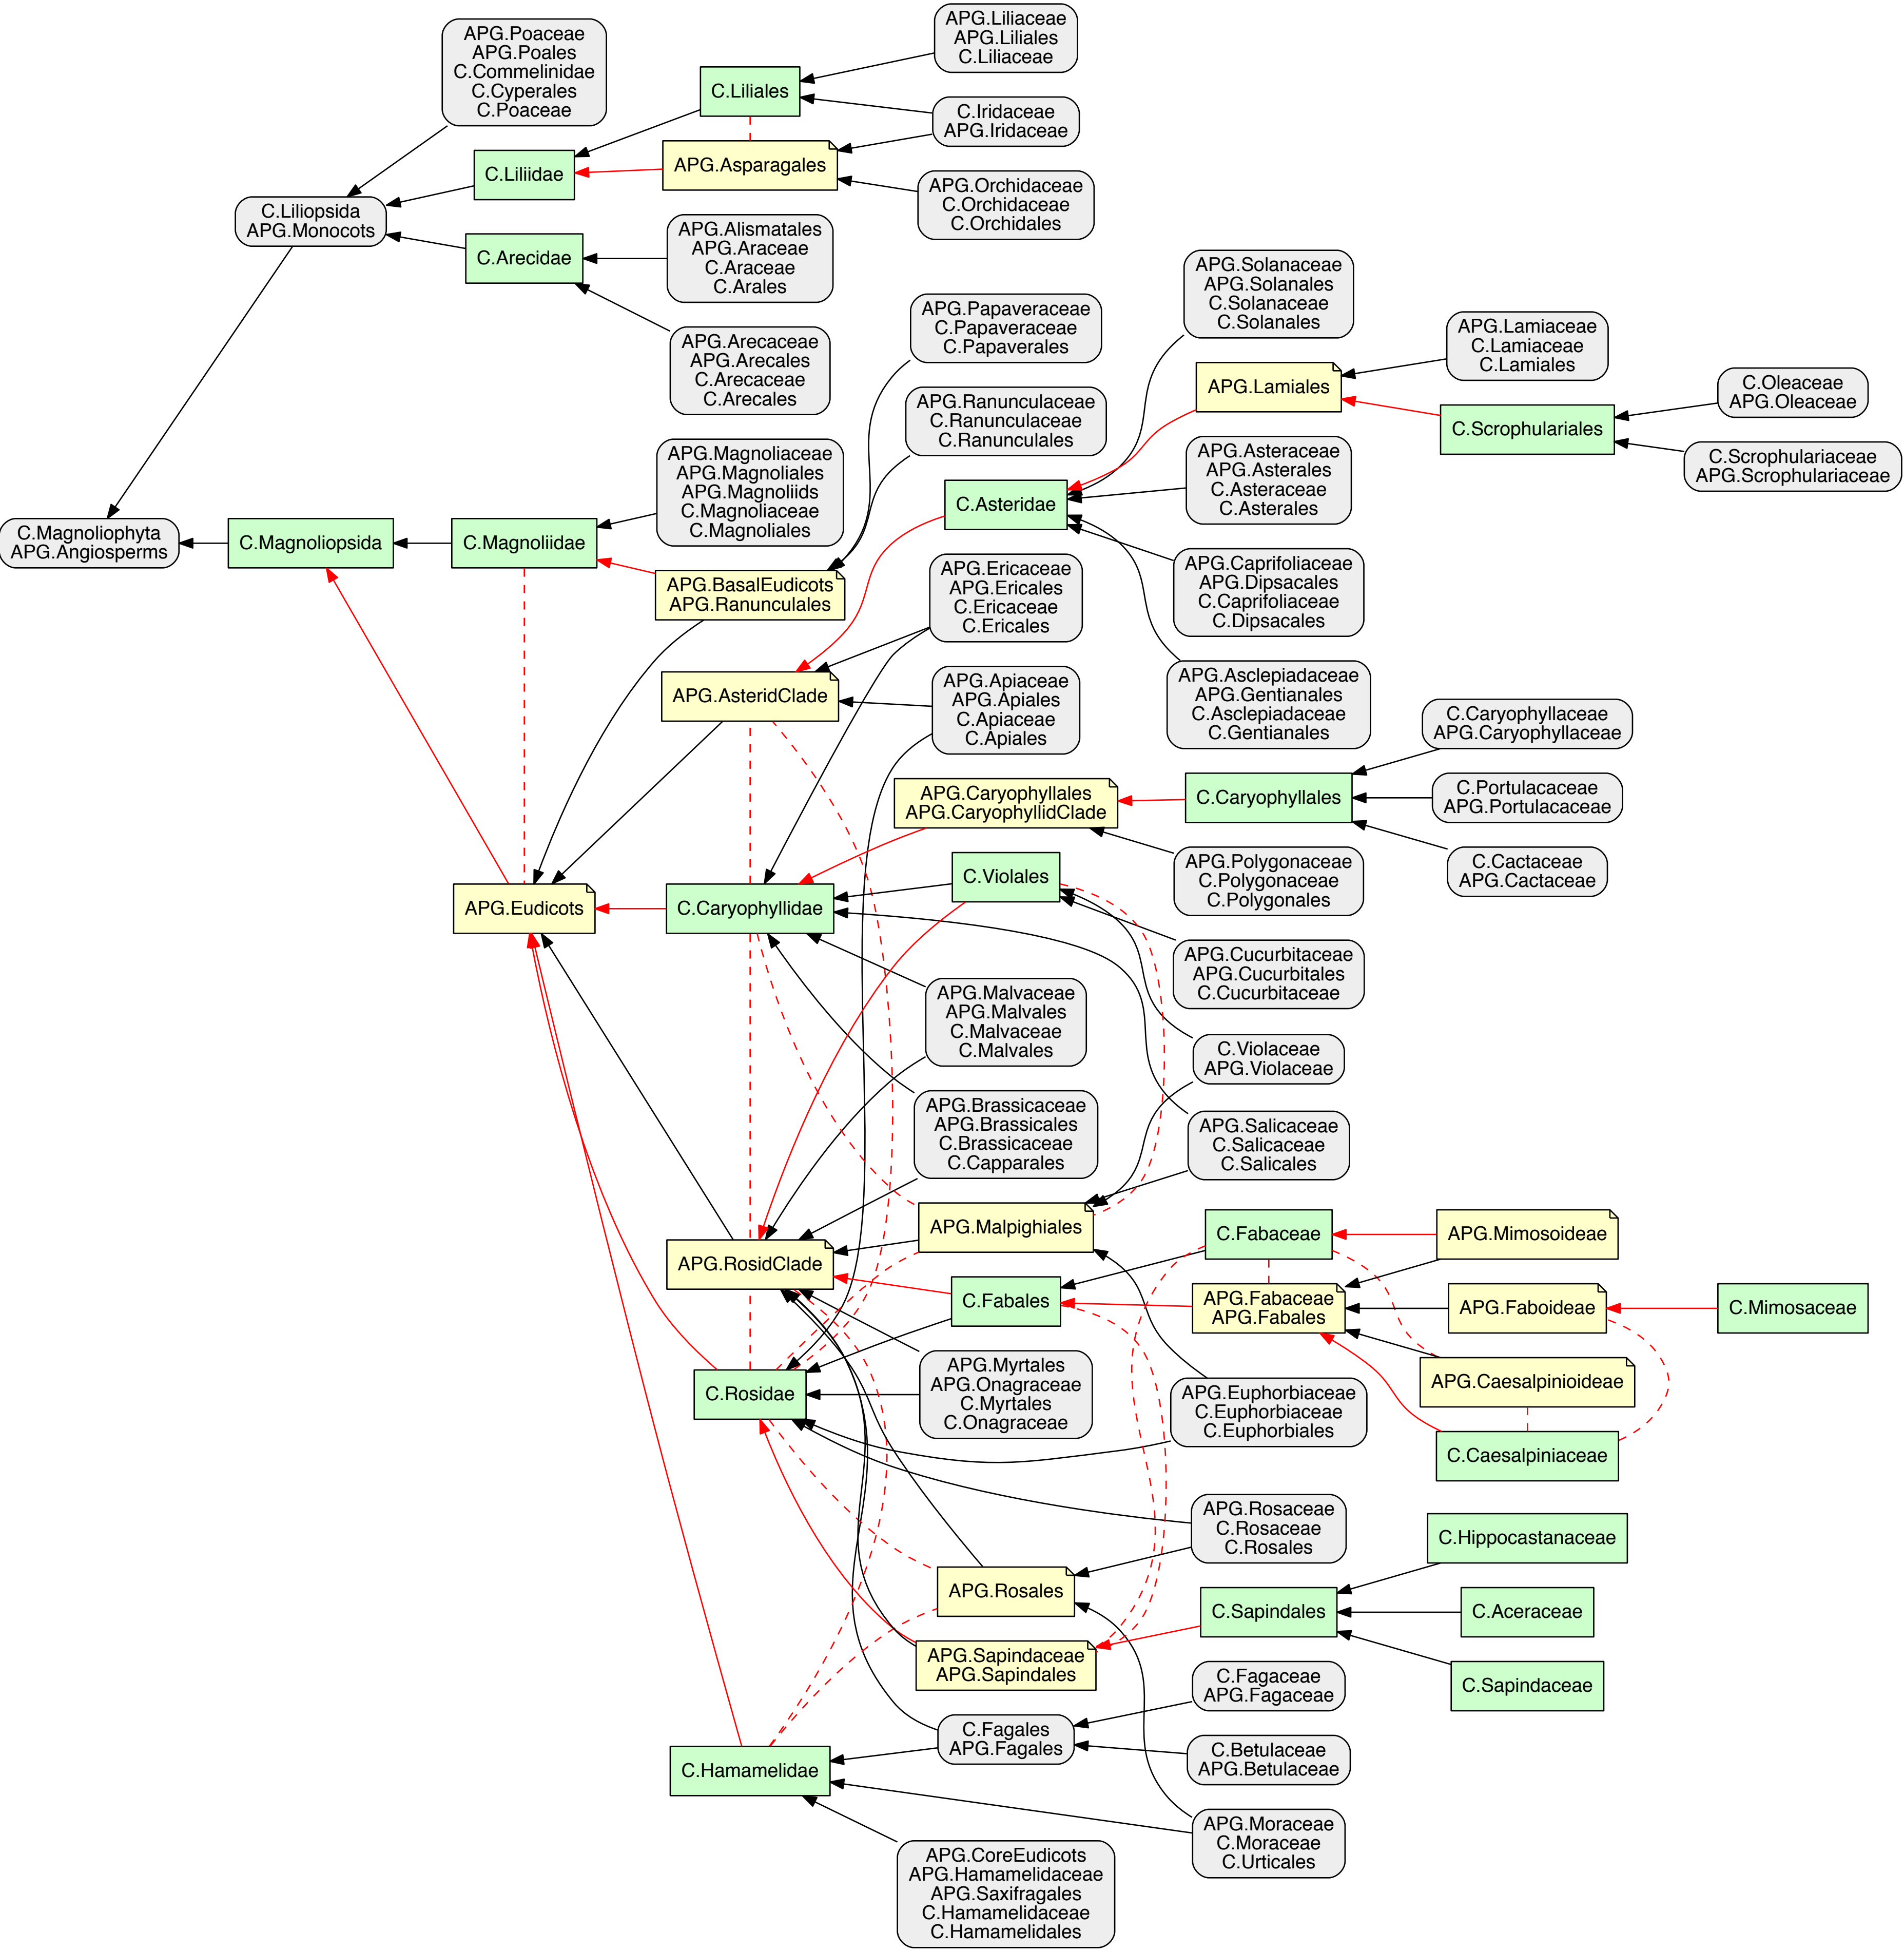 APG.Poaceae
APG.Poales
C.Commelinidae
C.Cyperales
C.Poaceae
APG.Liliaceae
APG.Liliales
C.Liliaceae
C.Liliales
C.Iridaceae
APG.Iridaceae
APG.Asparagales
C.Liliidae
APG.Orchidaceae
C.Orchidaceae
C.Orchidales
C.Liliopsida
APG.Monocots
C.Arecidae
APG.Alismatales
APG.Araceae
C.Araceae
C.Arales
APG.Arecaceae
APG.Arecales
C.Arecaceae
C.Arecales
APG.Papaveraceae
C.Papaveraceae
C.Papaverales
APG.Solanaceae
APG.Solanales
C.Solanaceae
C.Solanales
APG.Lamiaceae
C.Lamiaceae
C.Lamiales
APG.Lamiales
C.Oleaceae
APG.Oleaceae
C.Scrophulariales
C.Scrophulariaceae
APG.Scrophulariaceae
APG.Ranunculaceae
C.Ranunculaceae
C.Ranunculales
APG.Magnoliaceae
APG.Magnoliales
APG.Magnoliids
C.Magnoliaceae
C.Magnoliales
APG.Asteraceae
APG.Asterales
C.Asteraceae
C.Asterales
C.Asteridae
C.Magnoliophyta
APG.Angiosperms
C.Magnoliopsida
C.Magnoliidae
APG.BasalEudicots
APG.Ranunculales
APG.Ericaceae
APG.Ericales
C.Ericaceae
C.Ericales
APG.Caprifoliaceae
APG.Dipsacales
C.Caprifoliaceae
C.Dipsacales
APG.AsteridClade
APG.Apiaceae
APG.Apiales
C.Apiaceae
C.Apiales
APG.Asclepiadaceae
APG.Gentianales
C.Asclepiadaceae
C.Gentianales
C.Caryophyllaceae
APG.Caryophyllaceae
APG.Caryophyllales
APG.CaryophyllidClade
C.Caryophyllales
C.Portulacaceae
APG.Portulacaceae
C.Cactaceae
APG.Cactaceae
APG.Polygonaceae
C.Polygonaceae
C.Polygonales
C.Violales
APG.Eudicots
C.Caryophyllidae
APG.Cucurbitaceae
APG.Cucurbitales
C.Cucurbitaceae
APG.Malvaceae
APG.Malvales
C.Malvaceae
C.Malvales
C.Violaceae
APG.Violaceae
APG.Brassicaceae
APG.Brassicales
C.Brassicaceae
C.Capparales
APG.Salicaceae
C.Salicaceae
C.Salicales
APG.Malpighiales
C.Fabaceae
APG.Mimosoideae
APG.RosidClade
C.Fabales
APG.Fabaceae
APG.Fabales
APG.Faboideae
C.Mimosaceae
C.Rosidae
APG.Myrtales
APG.Onagraceae
C.Myrtales
C.Onagraceae
APG.Euphorbiaceae
C.Euphorbiaceae
C.Euphorbiales
APG.Caesalpinioideae
C.Caesalpiniaceae
APG.Rosaceae
C.Rosaceae
C.Rosales
C.Hippocastanaceae
APG.Rosales
C.Sapindales
C.Aceraceae
APG.Sapindaceae
APG.Sapindales
C.Sapindaceae
C.Fagaceae
APG.Fagaceae
C.Fagales
APG.Fagales
C.Betulaceae
APG.Betulaceae
C.Hamamelidae
APG.Moraceae
C.Moraceae
C.Urticales
APG.CoreEudicots
APG.Hamamelidaceae
APG.Saxifragales
C.Hamamelidaceae
C.Hamamelidales